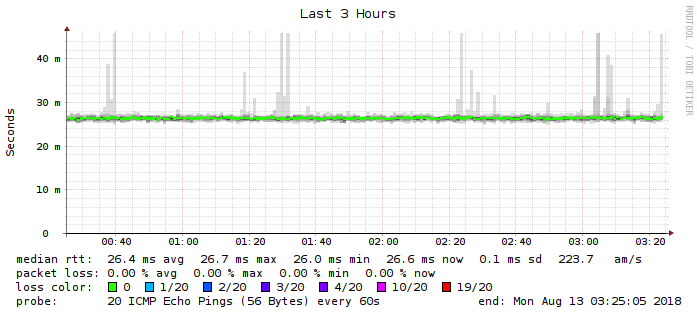 Last 3 Hours
RRDTOOL / TOBI OETIKER
Seconds
40 m
30 m
20 m
10 m
0
00:40 01:00 01:20 01:40 02:00 02:20 02:40 03:00 03:20
median rtt: 26.4 ms avg 26.7 ms max 26.0 ms min 26.6 ms now 0.1 ms sd 223.7 am/s
packet loss: 0.00 % avg 0.00 % max 0.00 % min 0.00 % now
loss color: 0 1/20 2/20 3/20 4/20 10/20 19/20
probe: 20 ICMP Echo Pings (56 Bytes) every 60s end: Mon Aug 13 03:25:05 2018